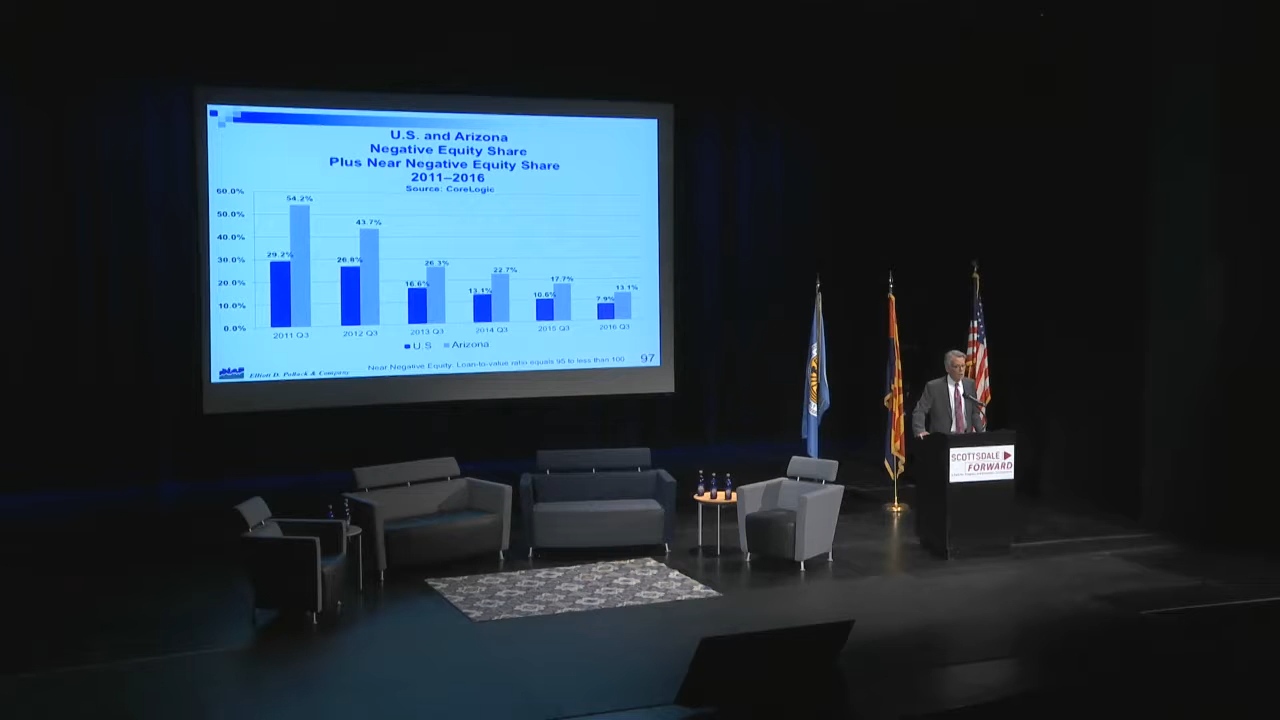 U.S. and Arizona
Negative Equity Share
Plus Near Negative Equity Share
2011–2016
Source: CoreLogic
60.0%
50.0%
40.0%
30.0%
20.0%
10.0%
0.0%
29.2%
54.2%
26.8%
43.7%
16.6%
26.3%
13.1%
22.7%
10.6%
17.7%
7.9%
13.1%
2011 Q3
2012 Q3
2013 Q3
2014 Q3
2015 Q3
2016 Q3
U.S
Arizona
Elliott D. Pollack & Company
Near Negative Equity: Loan-to-value ratio equals 95 to less than 100
97
SCOTTSDALE
FORWARD